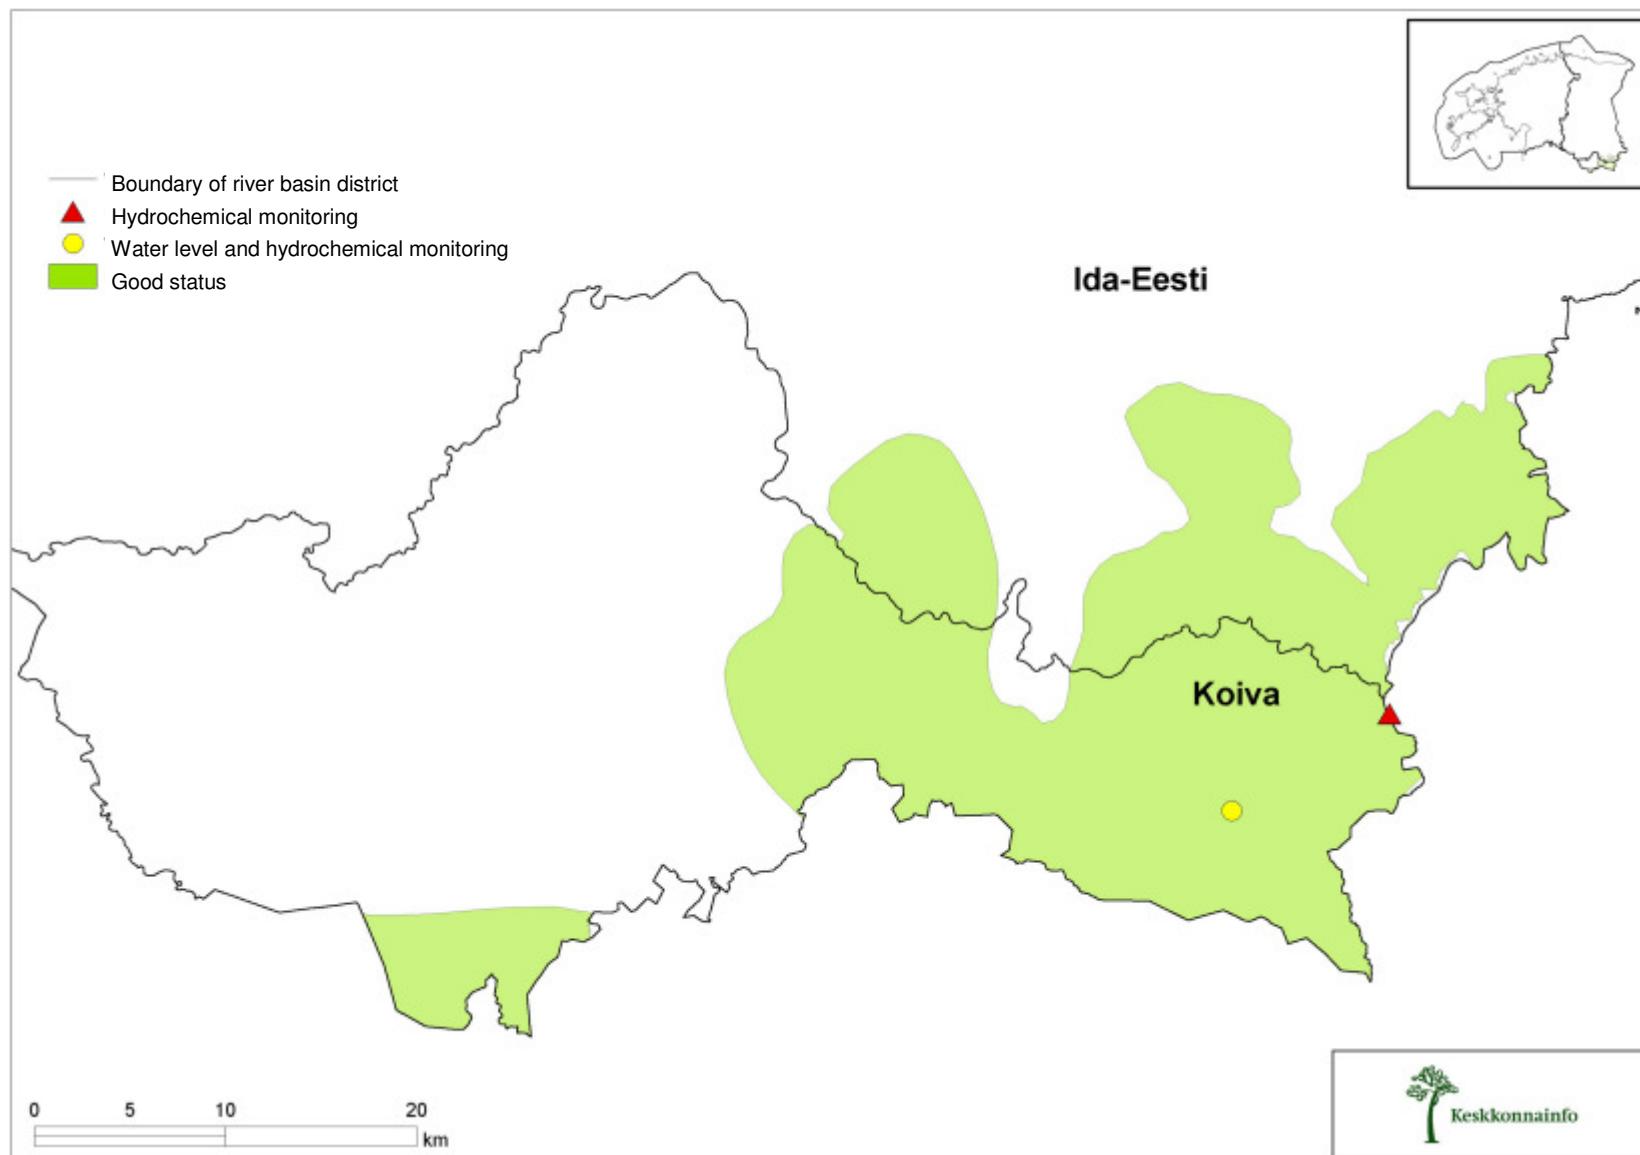 Boundary of river basin district
Hydrochemical monitoring
Water level and hydrochemical monitoring
Good status
Ida-Eesti
Koiva
0 5 10 20
km
Keskkonnainfo